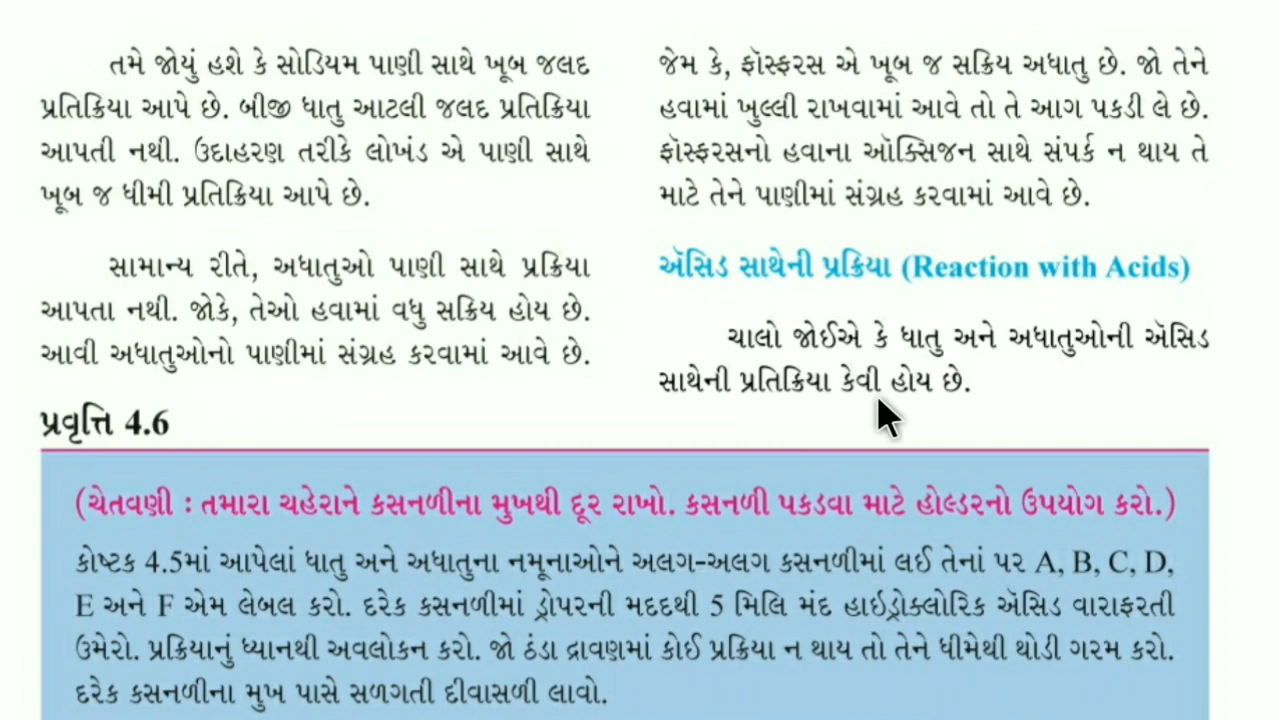 તમે જોયું હશે કે સોડિયમ પાણી સાથે ખૂબ જલદ
પ્રતિક્રિયા આપે છે. બીજી ધાતુ આટલી જલદ પ્રતિક્રિયા
આપતી નથી. ઉદાહરણ તરીકે લોખંડ એ પાણી સાથે
ખૂબ જ ધીમી પ્રતિક્રિયા આપે છે.
સામાન્ય રીતે, અધાતુઓ પાણી સાથે પ્રક્રિયા
આપતા નથી. જોકે, તેઓ હવામાં વધુ સક્રિય હોય છે.
આવી અધાતુઓનો પાણીમાં સંગ્રહ કરવામાં આવે છે.
જેમ કે, ફૉસ્ફરસ એ ખૂબ જ સક્રિય અધાતુ છે. જો તેને
હવામાં ખુલ્લી રાખવામાં આવે તો તે આગ પકડી લે છે.
ફૉસ્ફરસનો હવાના ઑક્સિજન સાથે સંપર્ક ન થાય તે
માટે તેને પાણીમાં સંગ્રહ કરવામાં આવે છે.
ઍસિડ સાથેની પ્રક્રિયા (Reaction with Acids)
ચાલો જોઈએ કે ધાતુ અને અધાતુઓની ઍસિડ
સાથેની પ્રતિક્રિયા કેવી હોય છે.
પ્રવૃત્તિ 4.6
(ચેતવણી : તમારા ચહેરાને કસનળીના મુખથી દૂર રાખો. કસનળી પકડવા માટે હોલ્ડરનો ઉપયોગ કરો.)
કોષ્ટક 4.5માં આપેલાં ધાતુ અને અધાતુના નમૂનાઓને અલગ-અલગ કસનળીમાં લઈ તેનાં પર A, B, C, D,
E અને F એમ લેબલ કરો. દરેક કસનળીમાં ડ્રોપરની મદદથી 5 મિલિ મંદ હાઇડ્રોક્લોરિક ઍસિડ વારાફરતી
ઉમેરો. પ્રક્રિયાનું ધ્યાનથી અવલોકન કરો. જો ઠંડા દ્રાવણમાં કોઈ પ્રક્રિયા ન થાય તો તેને ધીમેથી થોડી ગરમ કરો.
દરેક કસનળીના મુખ પાસે સળગતી દીવાસળી લાવો.